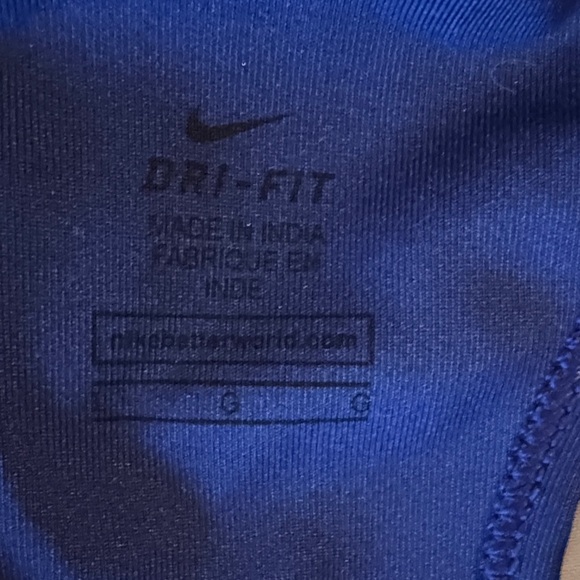 DRI-FIT
MADE IN INDIA
FABRIQUE EN
INDE
nikebetterworld.com
G G